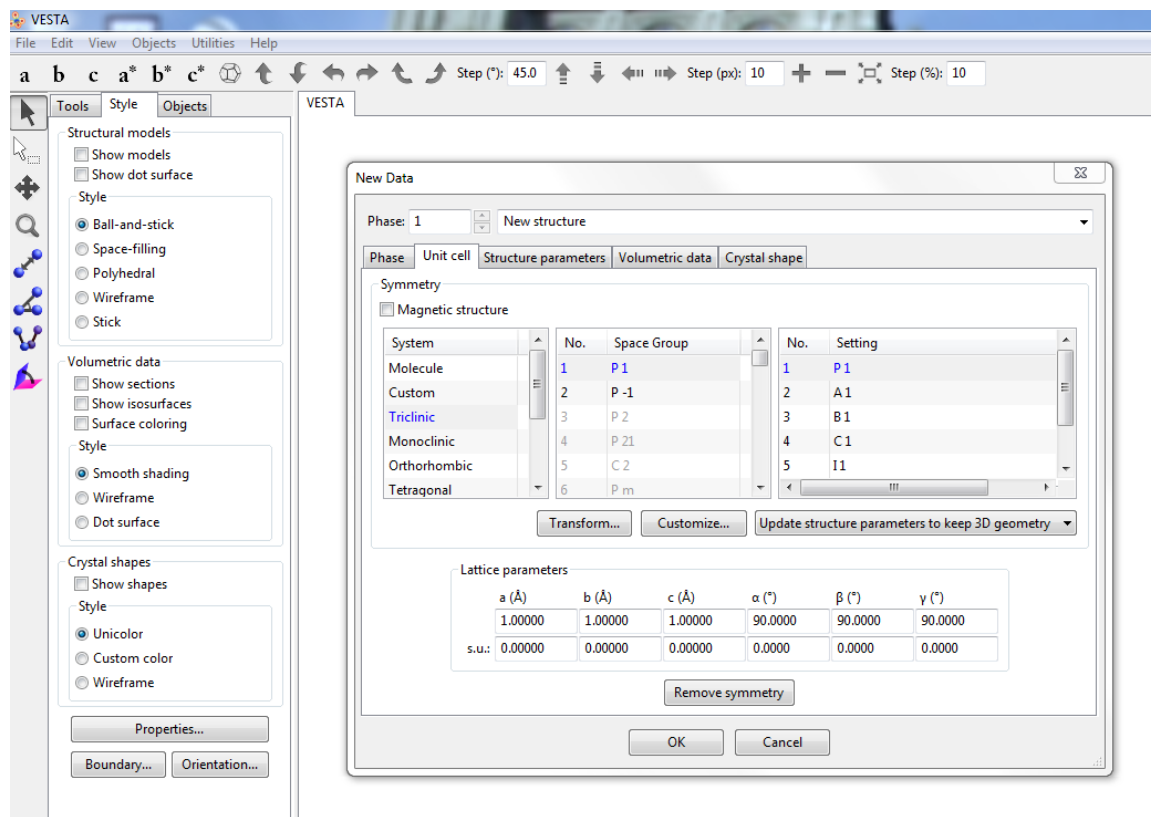 VESTA
File Edit View Objects Utilities Help
a b c a* b* c* Step (°): 45.0 Step (px): 10 Step (%): 10
Tools Style Objects
VESTA
Structural models
Show models
Show dot surface
Style
Ball-and-stick
Space-filling
Polyhedral
Wireframe
Stick
Volumetric data
Show sections
Show isosurfaces
Surface coloring
Style
Smooth shading
Wireframe
Dot surface
Crystal shapes
Show shapes
Style
Unicolor
Custom color
Wireframe
Properties...
Boundary... Orientation...
New Data
Phase: 1 New structure
Phase Unit cell Structure parameters Volumetric data Crystal shape
Symmetry
Magnetic structure
System No. Space Group No. Setting
Molecule 1 P 1 1 P 1
Custom 2 P -1 2 A 1
Triclinic 3 P 2 3 B 1
Monoclinic 4 P 21 4 C 1
Orthorhombic 5 C 2 5 I 1
Tetragonal 6 P m
Transform... Customize... Update structure parameters to keep 3D geometry
Lattice parameters
a (Å) b (Å) c (Å) α (°) β (°) γ (°)
1.00000 1.00000 1.00000 90.0000 90.0000 90.0000
s.u.: 0.00000 0.00000 0.00000 0.0000 0.0000 0.0000
Remove symmetry
OK Cancel